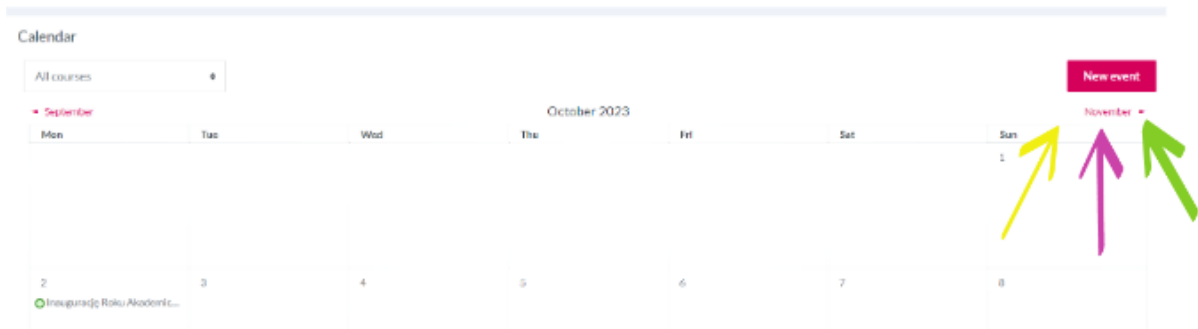 Calendar
All courses
New event
September October 2023 November
Mon Tue Wed Thu Fri Sat Sun
1
2 3 4 5 6 7 8
Inaugurację Roku Akademic...